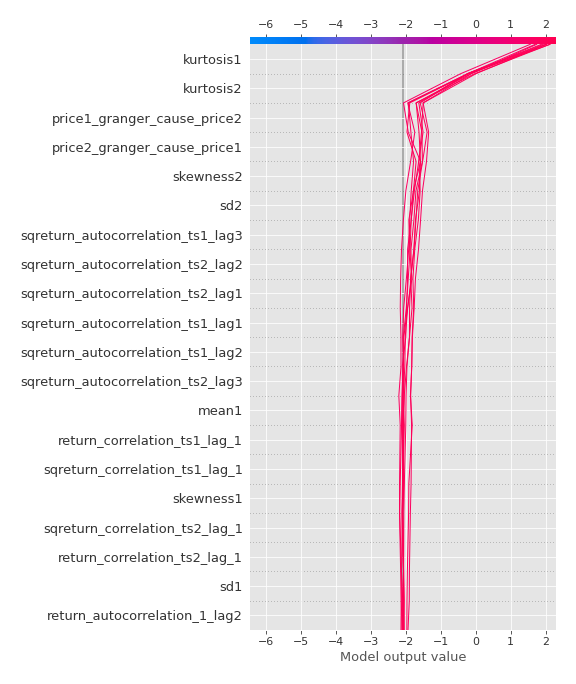 −6 −5 −4 −3 −2 −1 0 1 2
kurtosis1
kurtosis2
price1_granger_cause_price2
price2_granger_cause_price1
skewness2
sd2
sqreturn_autocorrelation_ts1_lag3
sqreturn_autocorrelation_ts2_lag2
sqreturn_autocorrelation_ts2_lag1
sqreturn_autocorrelation_ts1_lag1
sqreturn_autocorrelation_ts1_lag2
sqreturn_autocorrelation_ts2_lag3
mean1
return_correlation_ts1_lag_1
sqreturn_correlation_ts1_lag_1
skewness1
sqreturn_correlation_ts2_lag_1
return_correlation_ts2_lag_1
sd1
return_autocorrelation_1_lag2
−6 −5 −4 −3 −2 −1 0 1 2
Model output value